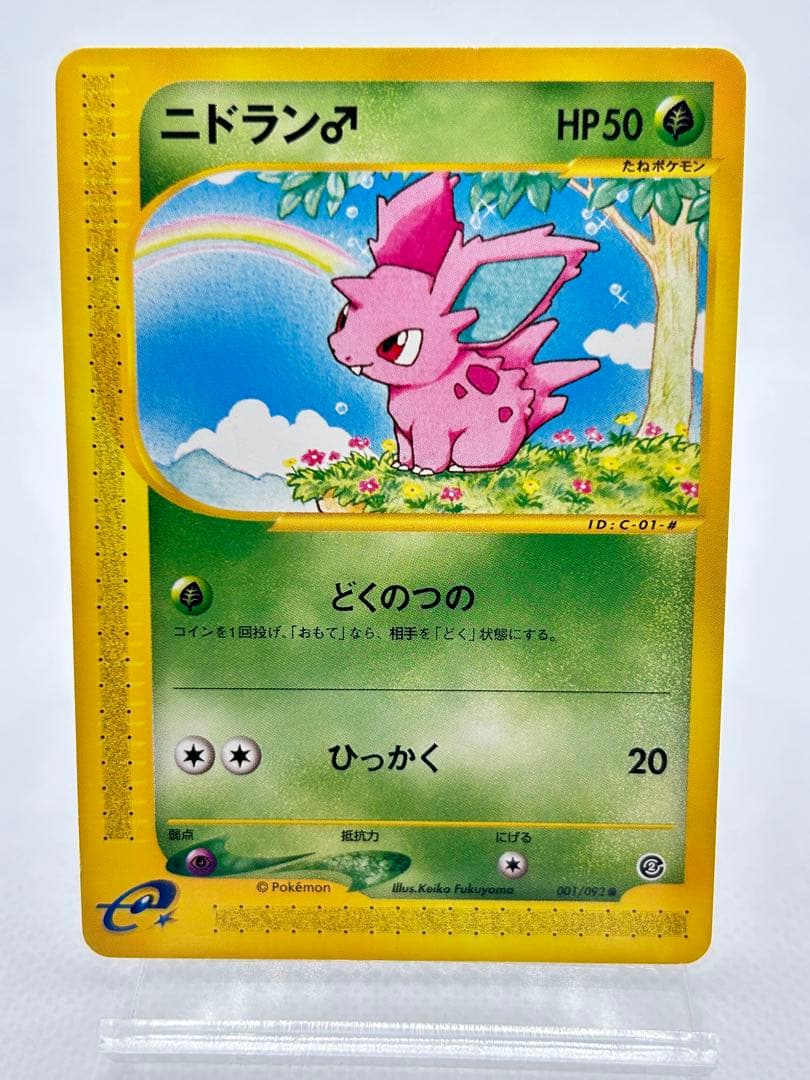 ニドラン♂ HP50
たねポケモン
ID:C-01-#
どくのつの
コインを1回投げ、「おもて」なら、相手を「どく」状態にする。
ひっかく 20
弱点 抵抗力 にげる
© Pokémon illus.Keiko Fukuyama 001/092 ●
e